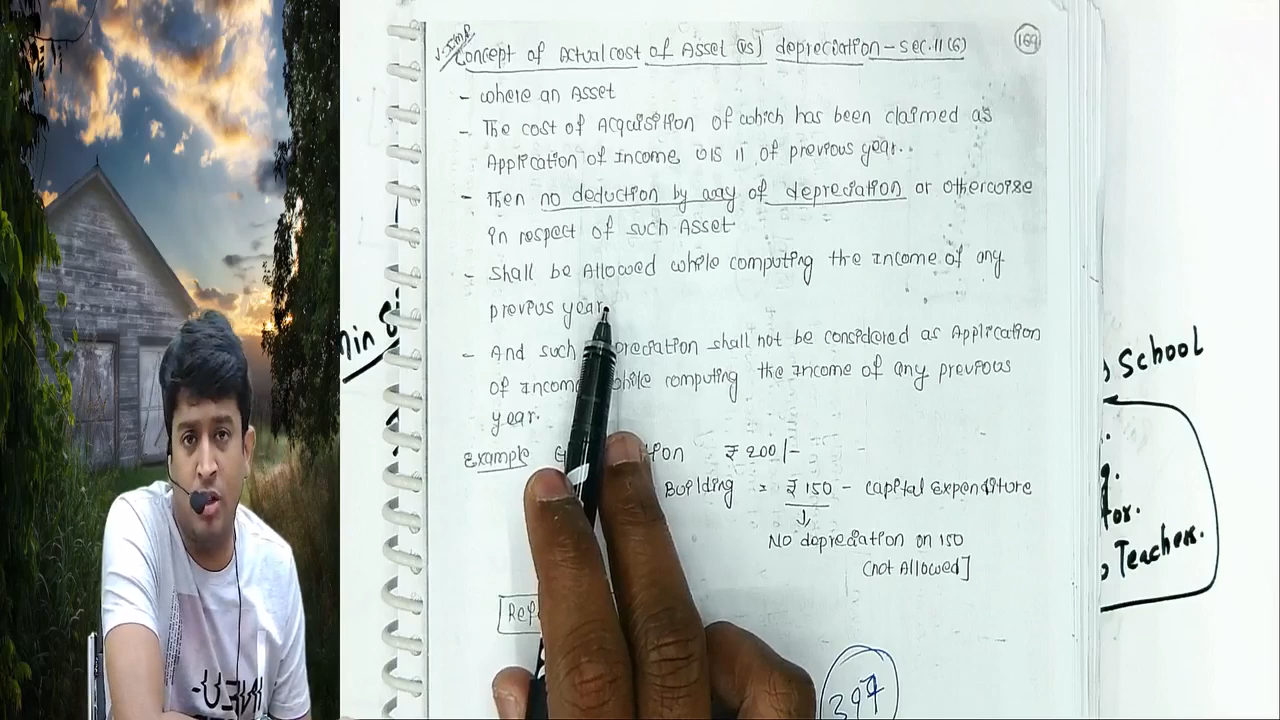 V. IMP
Concept of Actual cost of Asset (vs) depreciation - sec. 11(6)
169
- where an Asset
- The cost of Acquisition of which has been claimed as
Application of Income u/s 11 of previous year.
- Then no deduction by way of depreciation or otherwise
in respect of such Asset
- shall be Allowed while computing the Income of any
previous year
- And such shall not be considered as Application
of Income while computing the Income of any previous
year.
Example ₹ 200/-
Building = ₹ 150 - capital Expenditure
No depreciation on 150
(not Allowed]
School
Teacher.
397